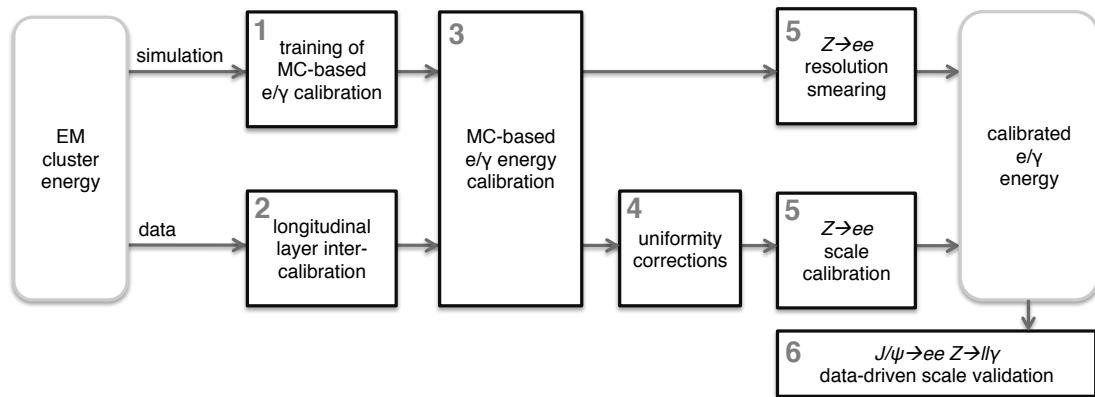 EM
cluster
energy
simulation
data
1
training of
MC-based
e/γ calibration
2
longitudinal
layer inter-
calibration
3
MC-based
e/γ energy
calibration
4
uniformity
corrections
5
Z→ee
resolution
smearing
5
Z→ee
scale
calibration
calibrated
e/γ
energy
6
J/ψ→ee Z→llγ
data-driven scale validation